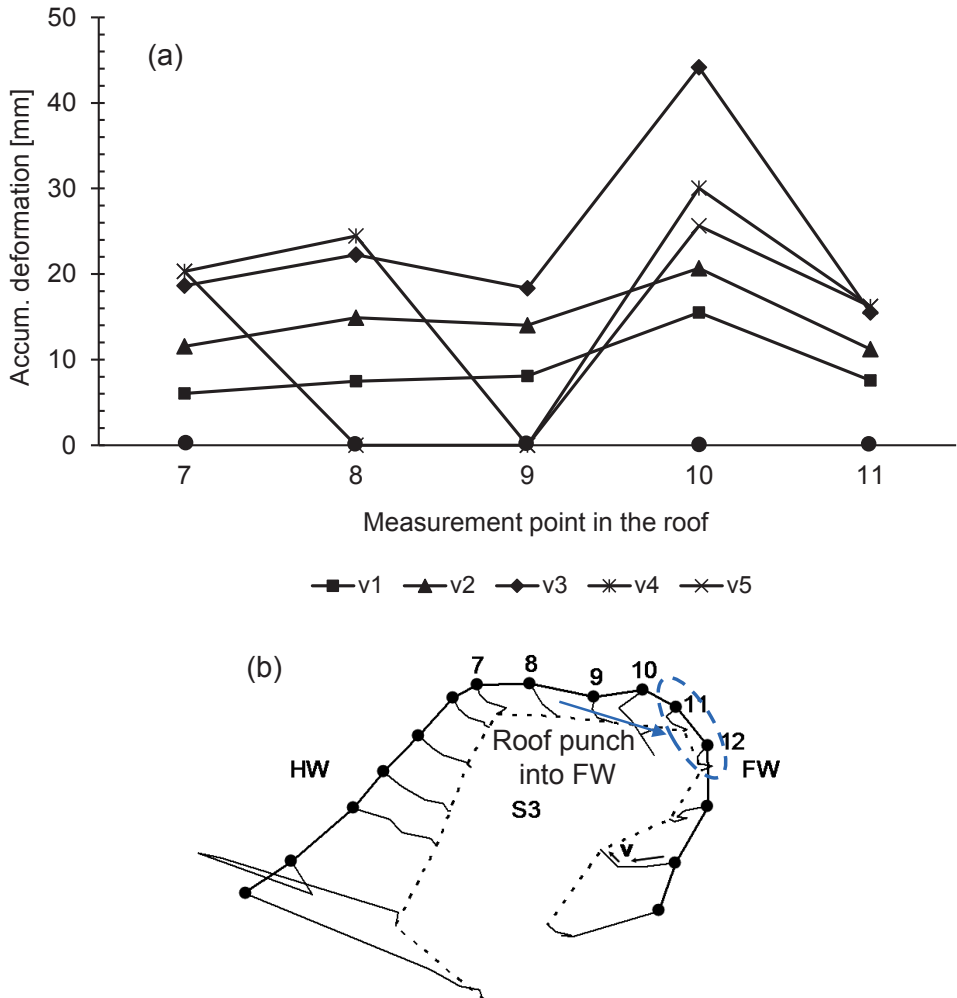 (a)
Accum. deformation [mm]
50
40
30
20
10
0
7 8 9 10 11
Measurement point in the roof
v1 v2 v3 v4 v5
(b)
7 8 9 10 11 12
Roof punch
into FW
HW FW
S3
v